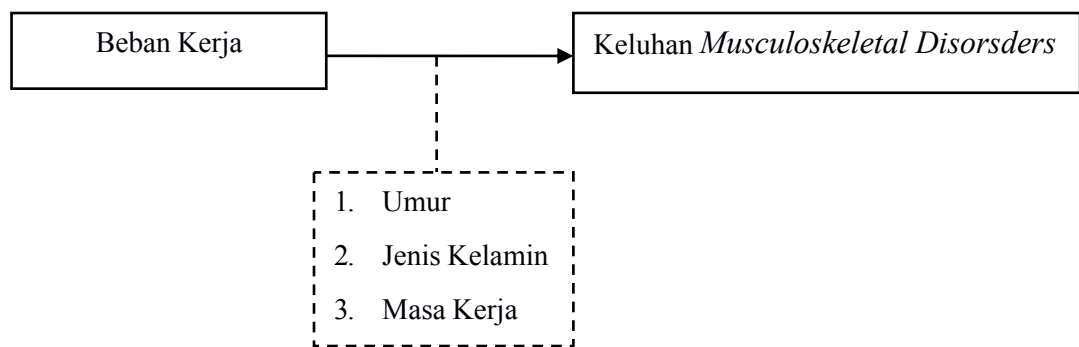 Beban Kerja
Keluhan Musculoskeletal Disorsders
1. Umur
2. Jenis Kelamin
3. Masa Kerja